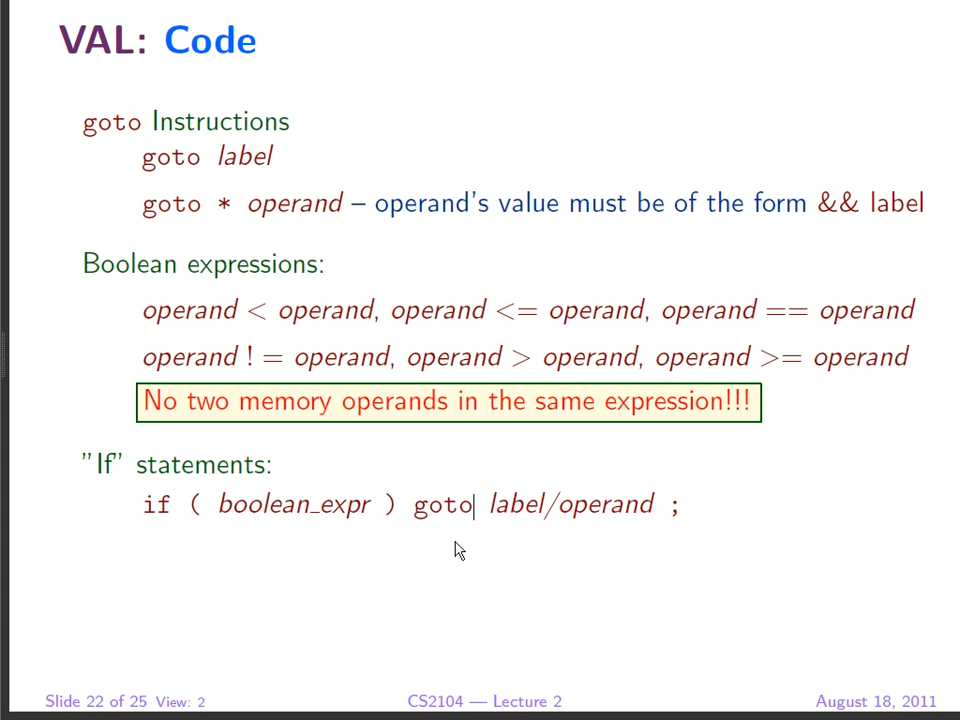 VAL: Code
goto Instructions
goto label
goto * operand – operand's value must be of the form && label
Boolean expressions:
operand < operand, operand <= operand, operand == operand
operand ! = operand, operand > operand, operand >= operand
No two memory operands in the same expression!!!
"If" statements:
if ( boolean_expr ) goto label/operand ;
Slide 22 of 25 View: 2 CS2104 — Lecture 2 August 18, 2011